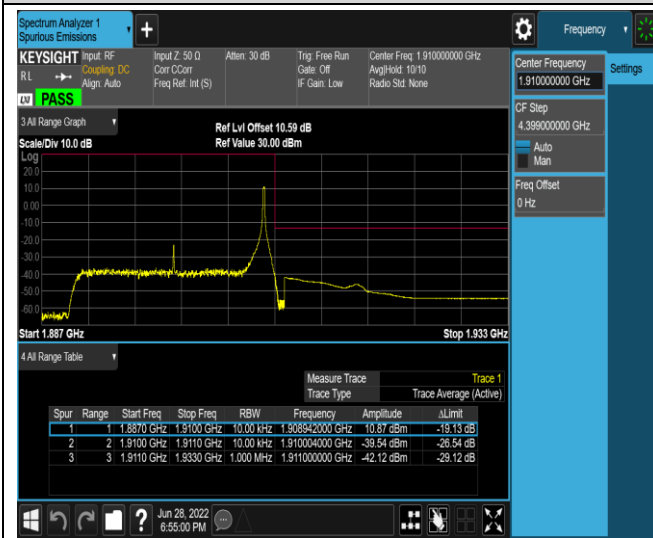 Spectrum Analyzer 1
Spurious Emissions
+
Frequency
KEYSIGHT
RL
LXI PASS
Input: RF
Coupling: DC
Align: Auto
Input Z: 50 Ω
Corr CCorr
Freq Ref: Int (S)
Atten: 30 dB
Trig: Free Run
Gate: Off
IF Gain: Low
Center Freq: 1.910000000 GHz
Avg|Hold: 10/10
Radio Std: None
Center Frequency
1.910000000 GHz
Settings
CF Step
4.399000000 GHz
Auto
Man
Freq Offset
0 Hz
3 All Range Graph
Scale/Div 10.0 dB
Ref Lvl Offset 10.59 dB
Ref Value 30.00 dBm
Log
20.0
10.0
0.00
-10.0
-20.0
-30.0
-40.0
-50.0
-60.0
Start 1.887 GHz
Stop 1.933 GHz
4 All Range Table
Measure Trace Trace 1
Trace Type Trace Average (Active)
Spur Range Start Freq Stop Freq RBW Frequency Amplitude ΔLimit
1 1 1.8870 GHz 1.9100 GHz 10.00 kHz 1.908942000 GHz 10.87 dBm -19.13 dB
2 2 1.9100 GHz 1.9110 GHz 10.00 kHz 1.910004000 GHz -39.54 dBm -26.54 dB
3 3 1.9110 GHz 1.9330 GHz 1.000 MHz 1.911000000 GHz -42.12 dBm -29.12 dB
?
Jun 28, 2022
6:55:00 PM